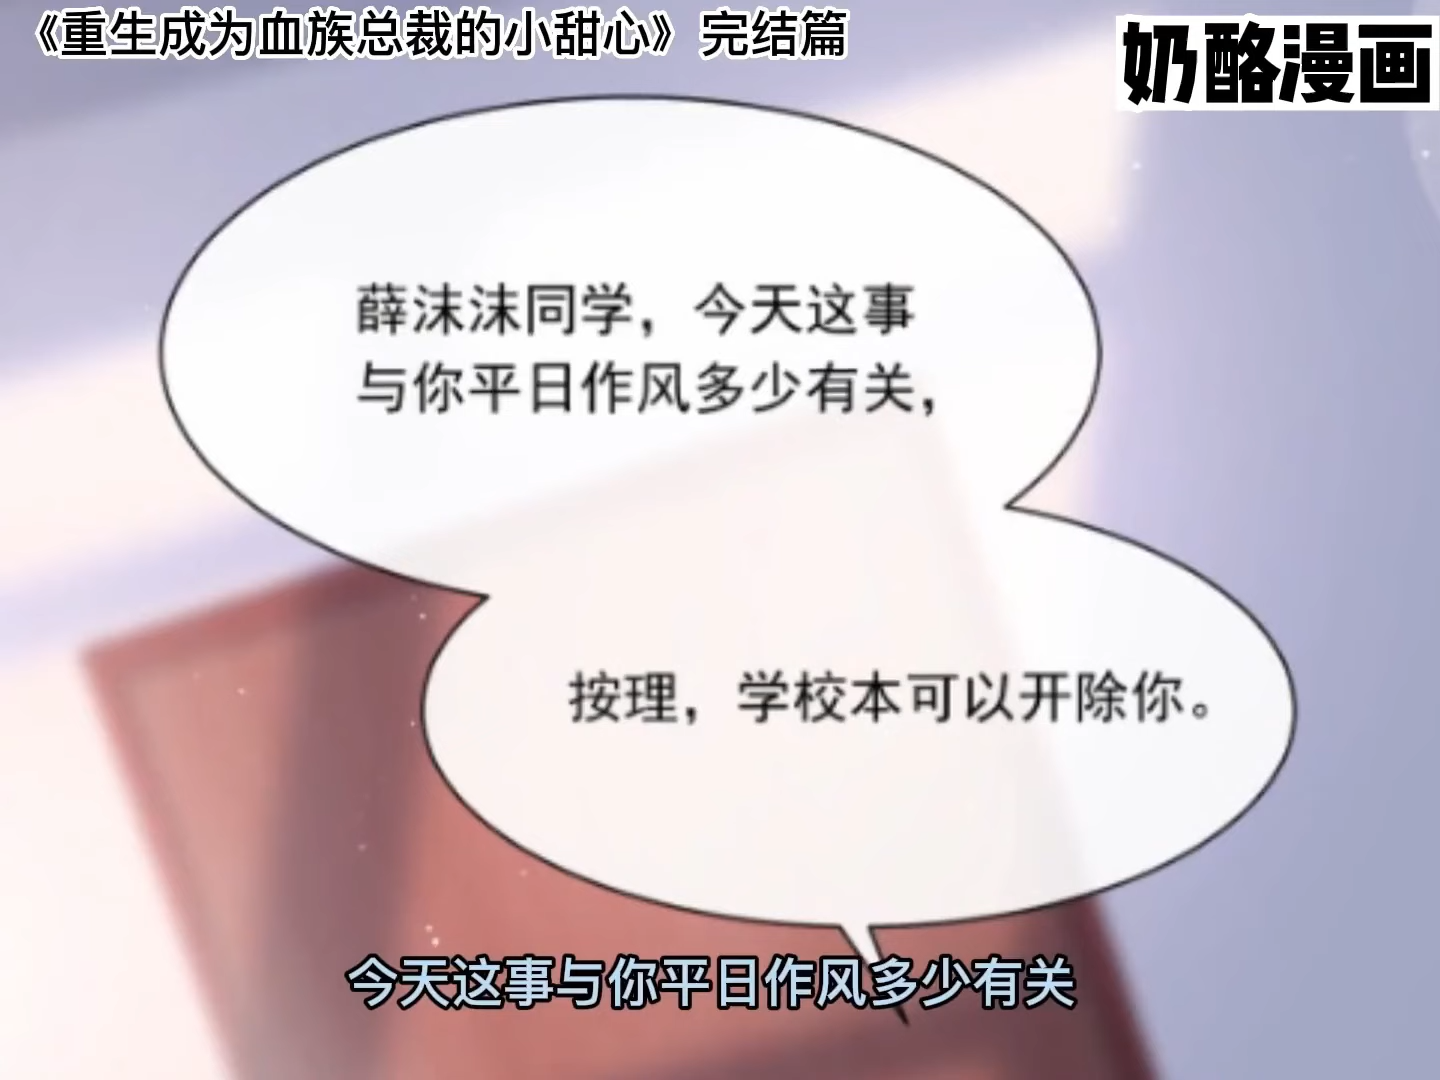 《重生成为血族总裁的小甜心》完结篇
奶酪漫画
薛沫沫同学，今天这事
与你平日作风多少有关，
按理，学校本可以开除你。
今天这事与你平日作风多少有关